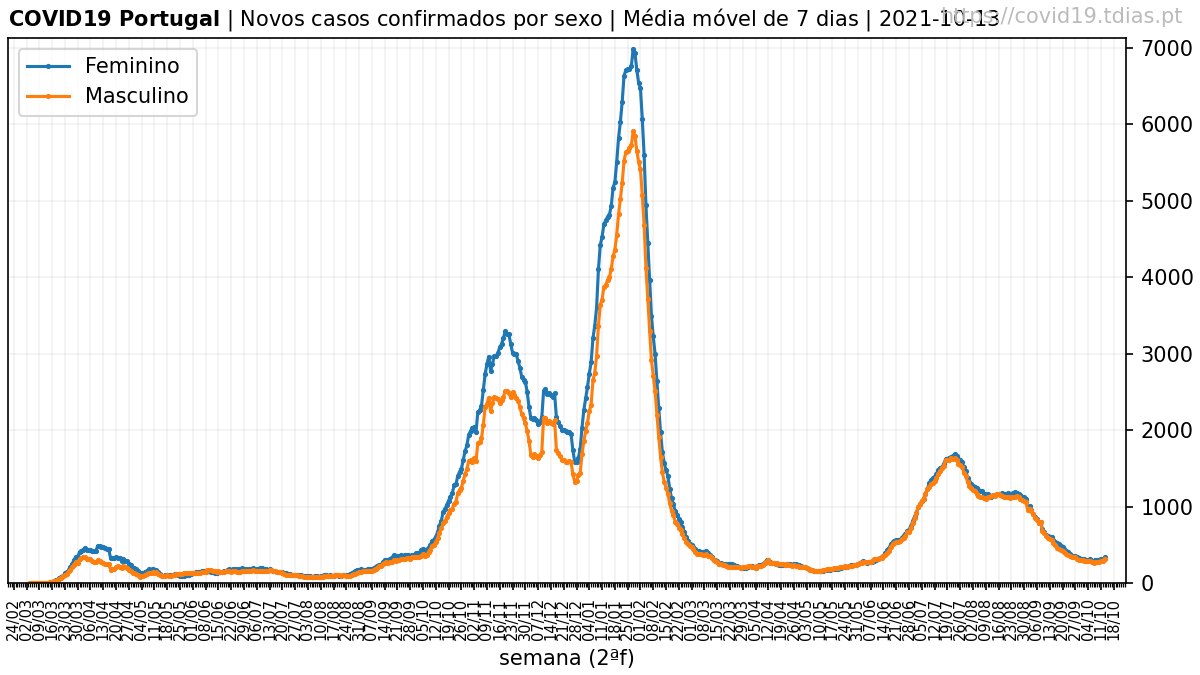 COVID19 Portugal | Novos casos confirmados por sexo | Média móvel de 7 dias | 2021-10-13
https://covid19.tdias.pt
Feminino
Masculino
7000
6000
5000
4000
3000
2000
1000
0
24/02 02/03 09/03 16/03 23/03 30/03 06/04 13/04 20/04 27/04 04/05 11/05 18/05 25/05 01/06 08/06 15/06 22/06 29/06 06/07 13/07 20/07 27/07 03/08 10/08 17/08 24/08 31/08 07/09 14/09 21/09 28/09 05/10 12/10 19/10 26/10 02/11 09/11 16/11 23/11 30/11 07/12 14/12 21/12 28/12 04/01 11/01 18/01 25/01 01/02 08/02 15/02 22/02 01/03 08/03 15/03 22/03 29/03 05/04 12/04 19/04 26/04 03/05 10/05 17/05 24/05 31/05 07/06 14/06 21/06 28/06 05/07 12/07 19/07 26/07 02/08 09/08 16/08 23/08 30/08 06/09 13/09 20/09 27/09 04/10 11/10 18/10
semana (2ªf)